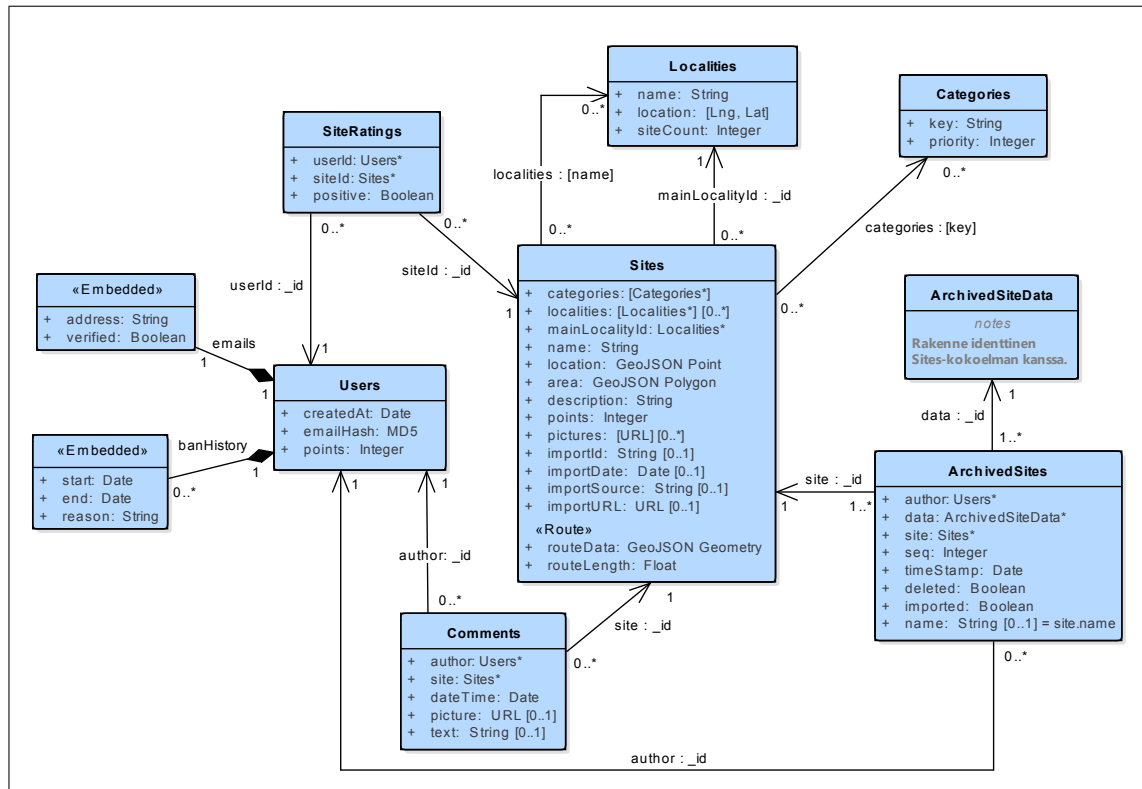 Localities
+ name: String
+ location: [Lng, Lat]
+ siteCount: Integer
Categories
+ key: String
+ priority: Integer
SiteRatings
+ userId: Users*
+ siteId: Sites*
+ positive: Boolean
0..*
localities : [name]
0..*
1
mainLocalityId : _id
0..*
0..*
categories : [key]
0..*
0..*
userId : _id
1
0..*
siteId : _id
1
Sites
+ categories: [Categories*]
+ localities: [Localities*] [0..*]
+ mainLocalityId: Localities*
+ name: String
+ location: GeoJSON Point
+ area: GeoJSON Polygon
+ description: String
+ points: Integer
+ pictures: [URL] [0..*]
+ importId: String [0..1]
+ importDate: Date [0..1]
+ importSource: String [0..1]
+ importURL: URL [0..1]
«Route»
+ routeData: GeoJSON Geometry
+ routeLength: Float
«Embedded»
+ address: String
+ verified: Boolean
emails
1
1
Users
+ createdAt: Date
+ emailHash: MD5
+ points: Integer
«Embedded»
+ start: Date
+ end: Date
+ reason: String
banHistory
1
0..*
ArchivedSiteData
notes
Rakenne identtinen
Sites-kokoelman kanssa.
1
data : _id
1..*
ArchivedSites
+ author: Users*
+ data: ArchivedSiteData*
+ site: Sites*
+ seq: Integer
+ timeStamp: Date
+ deleted: Boolean
+ imported: Boolean
+ name: String [0..1] = site.name
site : _id
1
1..*
1
1
author: _id
0..*
Comments
+ author: Users*
+ site: Sites*
+ dateTime: Date
+ picture: URL [0..1]
+ text: String [0..1]
1
site : _id
0..*
0..*
author : _id